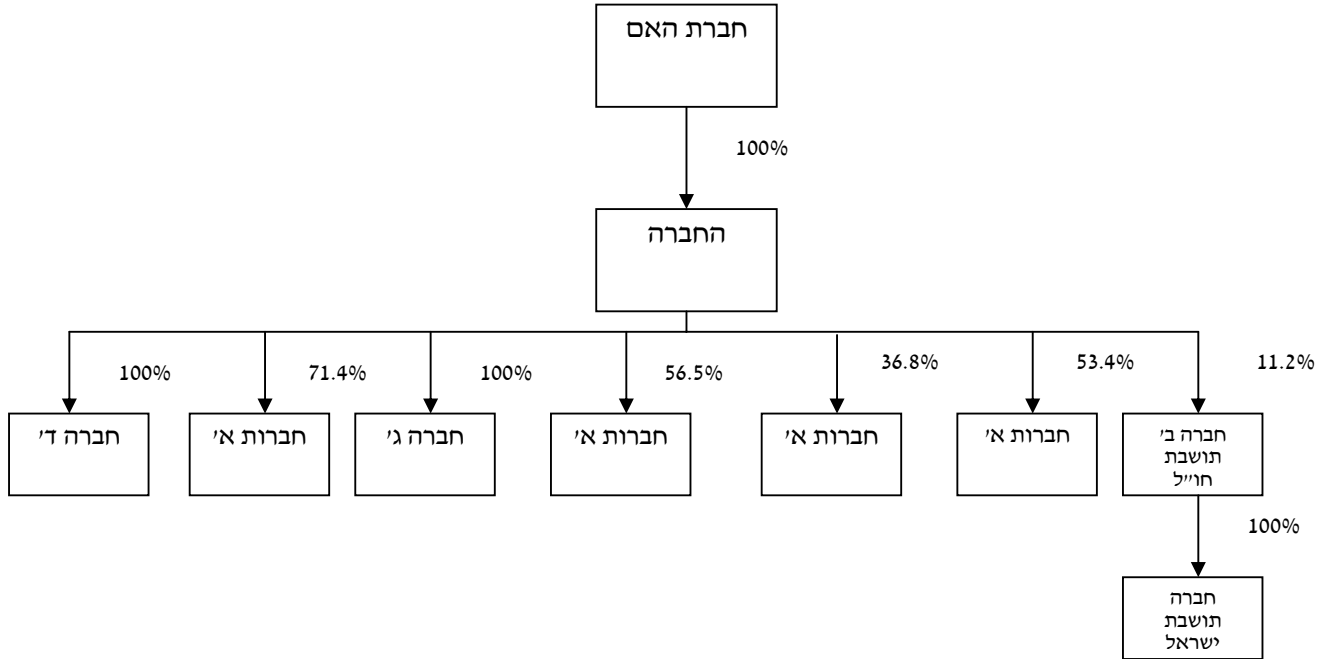 חברת האם
100%
החברה
11.2%
53.4%
36.8%
56.5%
100%
71.4%
100%
חברה ב'
תושבת
חו"ל
חברות א'
חברות א'
חברות א'
חברה ג'
חברות א'
חברה ד'
100%
חברה
תושבת
ישראל